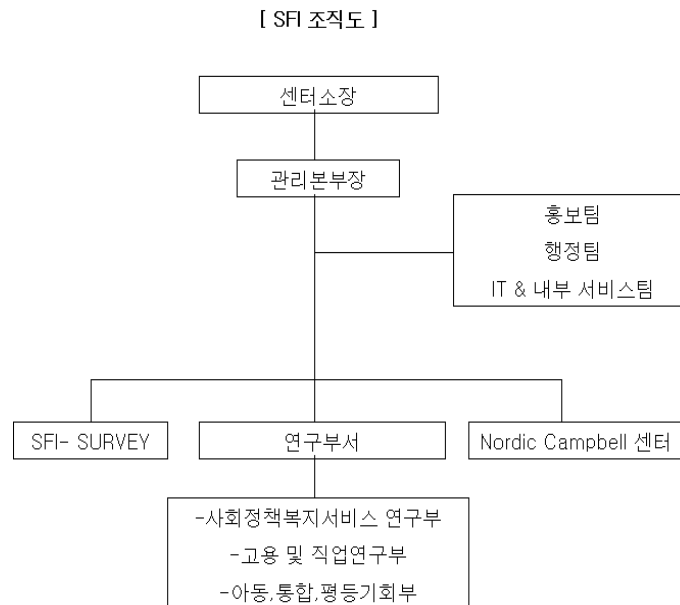 [ SFI 조직도 ]
센터소장
관리본부장
홍보팀
행정팀
IT & 내부 서비스팀
SFI- SURVEY
연구부서
Nordic Campbell 센터
-사회정책복지서비스 연구부
-고용 및 직업연구부
-아동,통합,평등기회부